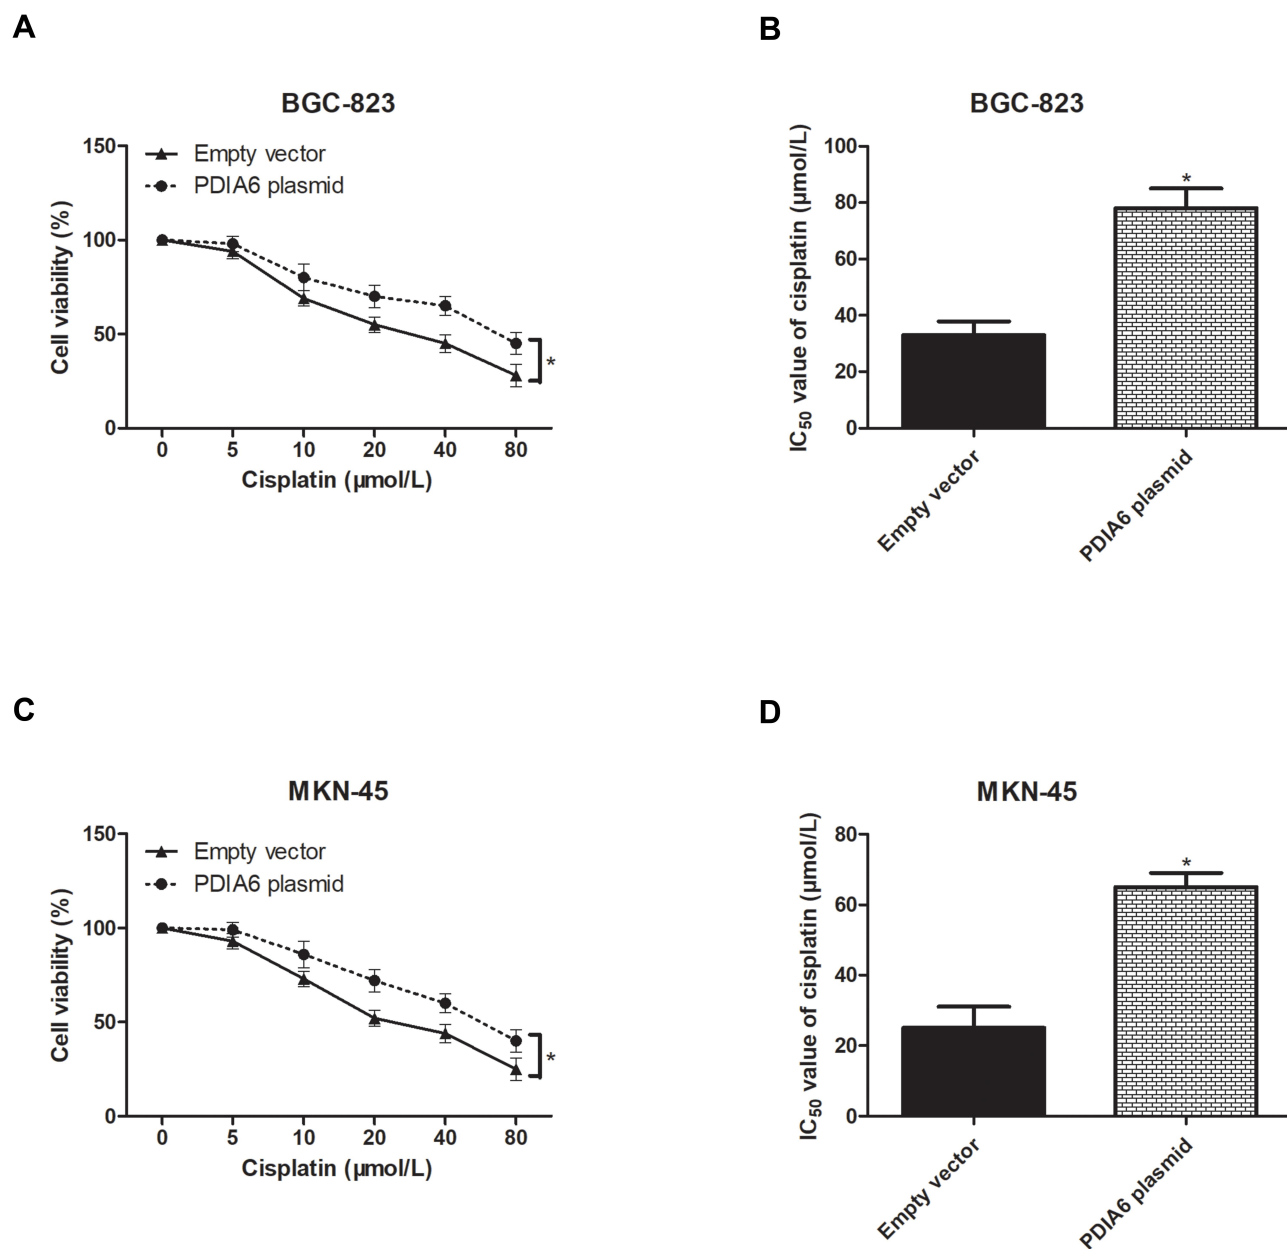 A
BGC-823
150
100
50
0
Cell viability (%)
Empty vector
PDIA6 plasmid
*
0 5 10 20 40 80
Cisplatin (µmol/L)
B
BGC-823
100
80
60
40
20
0
IC50 value of cisplatin (µmol/L)
*
Empty vector
PDIA6 plasmid
C
MKN-45
150
100
50
0
Cell viability (%)
Empty vector
PDIA6 plasmid
*
0 5 10 20 40 80
Cisplatin (µmol/L)
D
MKN-45
80
60
40
20
0
IC50 value of cisplatin (µmol/L)
*
Empty vector
PDIA6 plasmid